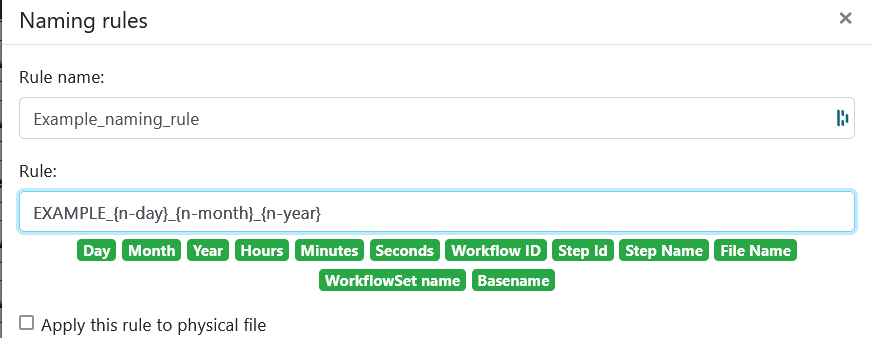 Naming rules ×
Rule name:
Example_naming_rule
Rule:
EXAMPLE_{n-day}_{n-month}_{n-year}
Day Month Year Hours Minutes Seconds Workflow ID Step Id Step Name File Name
WorkflowSet name Basename
Apply this rule to physical file